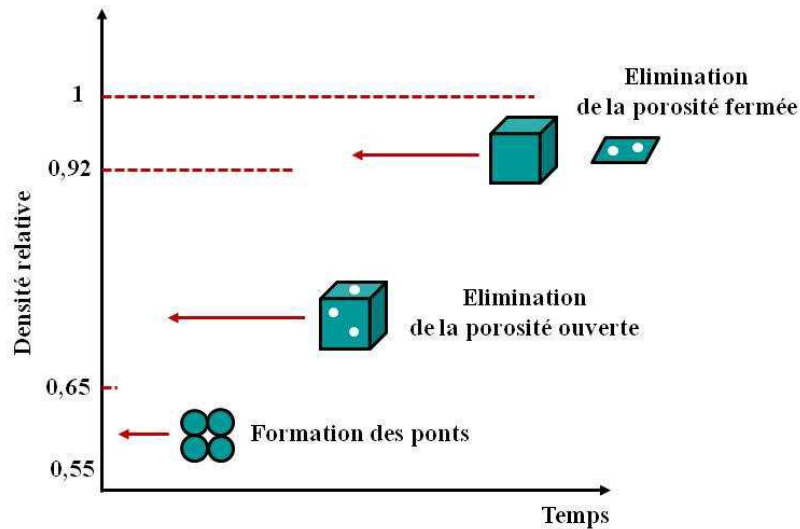 1
Elimination
de la porosité fermée
0,92
Densité relative
Elimination
de la porosité ouverte
0,65
Formation des ponts
0,55
Temps